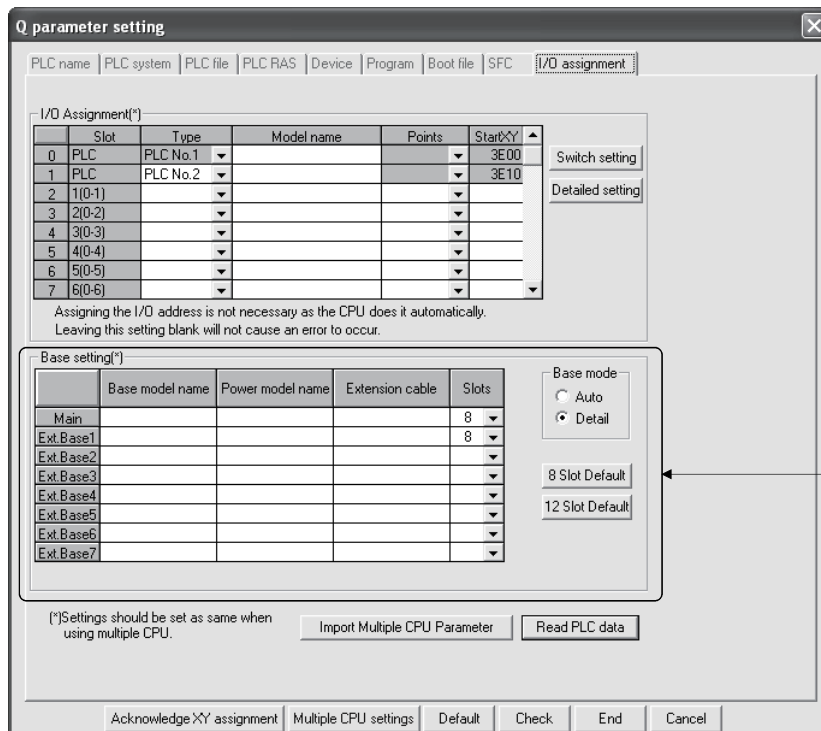 Q parameter setting
PLC name PLC system PLC file PLC RAS Device Program Boot file SFC I/O assignment
I/O Assignment(*)
Slot Type Model name Points StartXY
0 PLC PLC No.1 3E00
1 PLC PLC No.2 3E10
2 1(0-1)
3 2(0-2)
4 3(0-3)
5 4(0-4)
6 5(0-5)
7 6(0-6)
Switch setting
Detailed setting
Assigning the I/O address is not necessary as the CPU does it automatically.
Leaving this setting blank will not cause an error to occur.
Base setting(*)
Base model name Power model name Extension cable Slots
Main 8
Ext.Base1 8
Ext.Base2
Ext.Base3
Ext.Base4
Ext.Base5
Ext.Base6
Ext.Base7
Base mode
Auto
Detail
8 Slot Default
12 Slot Default
(*)Settings should be set as same when
using multiple CPU.
Import Multiple CPU Parameter Read PLC data
Acknowledge XY assignment Multiple CPU settings Default Check End Cancel